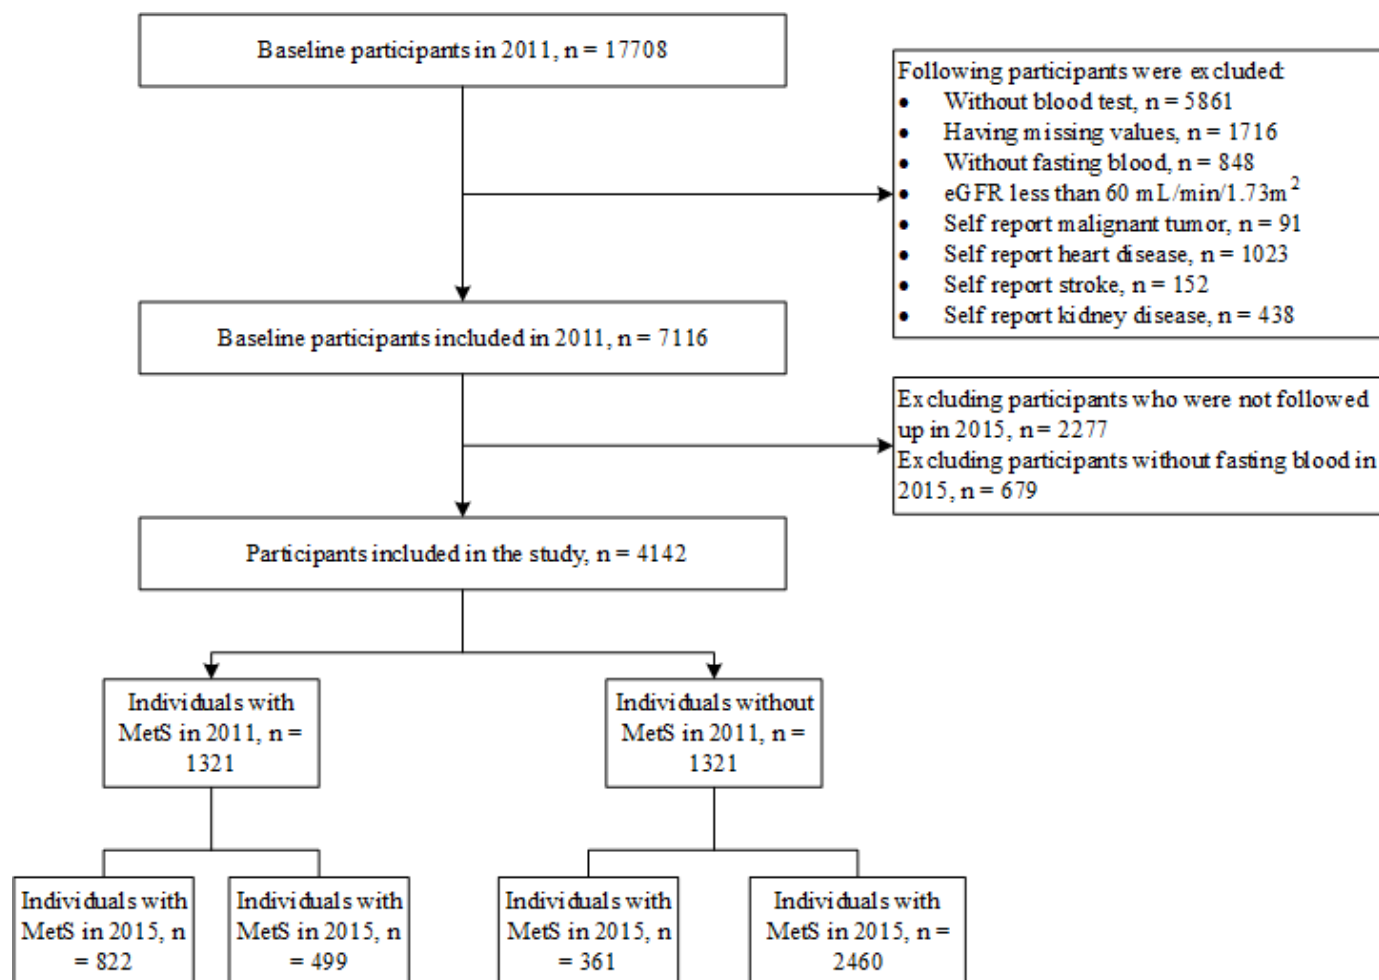 Baseline participants in 2011, n = 17708
Following participants were excluded:
• Without blood test, n = 5861
• Having missing values, n = 1716
• Without fasting blood, n = 848
• eGFR less than 60 mL/min/1.73m²
• Self report malignant tumor, n = 91
• Self report heart disease, n = 1023
• Self report stroke, n = 152
• Self report kidney disease, n = 438
Baseline participants included in 2011, n = 7116
Excluding participants who were not followed
up in 2015, n = 2277
Excluding participants without fasting blood in
2015, n = 679
Participants included in the study, n = 4142
Individuals with
MetS in 2011, n =
1321
Individuals without
MetS in 2011, n =
1321
Individuals with
MetS in 2015, n
= 822
Individuals with
MetS in 2015, n
= 499
Individuals with
MetS in 2015, n
= 361
Individuals with
MetS in 2015, n =
2460